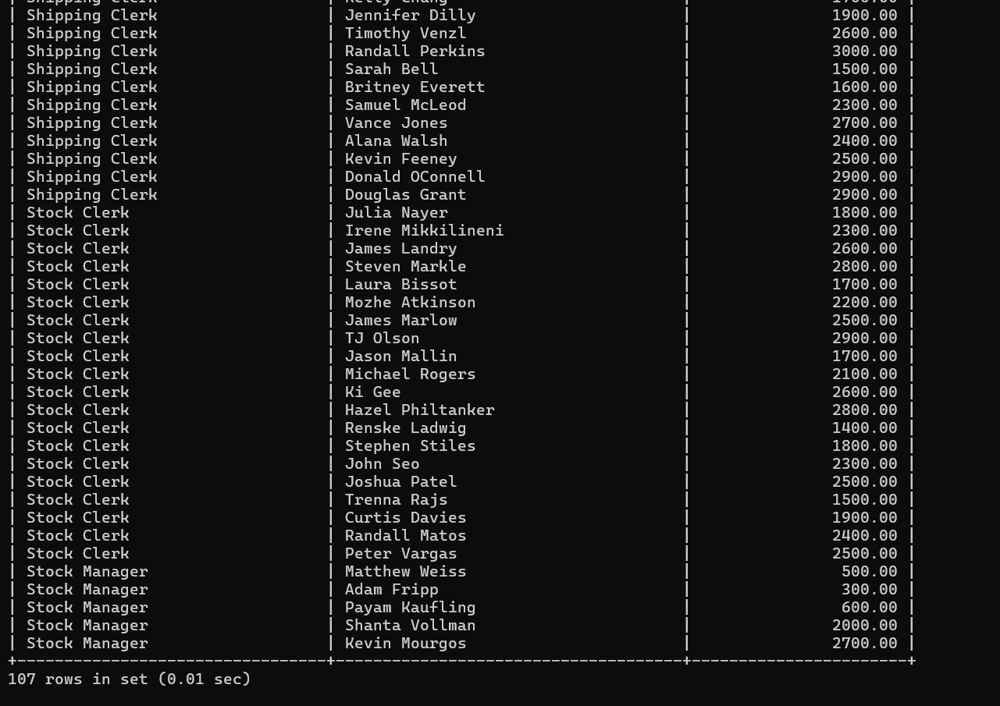 | Shipping Clerk | Kelly Chung | 1700.00 |
| Shipping Clerk | Jennifer Dilly | 1900.00 |
| Shipping Clerk | Timothy Venzl | 2600.00 |
| Shipping Clerk | Randall Perkins | 3000.00 |
| Shipping Clerk | Sarah Bell | 1500.00 |
| Shipping Clerk | Britney Everett | 1600.00 |
| Shipping Clerk | Samuel McLeod | 2300.00 |
| Shipping Clerk | Vance Jones | 2700.00 |
| Shipping Clerk | Alana Walsh | 2400.00 |
| Shipping Clerk | Kevin Feeney | 2500.00 |
| Shipping Clerk | Donald OConnell | 2900.00 |
| Shipping Clerk | Douglas Grant | 2900.00 |
| Stock Clerk | Julia Nayer | 1800.00 |
| Stock Clerk | Irene Mikkilineni | 2300.00 |
| Stock Clerk | James Landry | 2600.00 |
| Stock Clerk | Steven Markle | 2800.00 |
| Stock Clerk | Laura Bissot | 1700.00 |
| Stock Clerk | Mozhe Atkinson | 2200.00 |
| Stock Clerk | James Marlow | 2500.00 |
| Stock Clerk | TJ Olson | 2900.00 |
| Stock Clerk | Jason Mallin | 1700.00 |
| Stock Clerk | Michael Rogers | 2100.00 |
| Stock Clerk | Ki Gee | 2600.00 |
| Stock Clerk | Hazel Philtanker | 2800.00 |
| Stock Clerk | Renske Ladwig | 1400.00 |
| Stock Clerk | Stephen Stiles | 1800.00 |
| Stock Clerk | John Seo | 2300.00 |
| Stock Clerk | Joshua Patel | 2500.00 |
| Stock Clerk | Trenna Rajs | 1500.00 |
| Stock Clerk | Curtis Davies | 1900.00 |
| Stock Clerk | Randall Matos | 2400.00 |
| Stock Clerk | Peter Vargas | 2500.00 |
| Stock Manager | Matthew Weiss | 500.00 |
| Stock Manager | Adam Fripp | 300.00 |
| Stock Manager | Payam Kaufling | 600.00 |
| Stock Manager | Shanta Vollman | 2000.00 |
| Stock Manager | Kevin Mourgos | 2700.00 |
107 rows in set (0.01 sec)